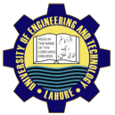 UNIVERSITY OF ENGINEERING AND TECHNOLOGY
LAHORE
READ IN THE NAME
OF THY
LORD WHO
CREATED